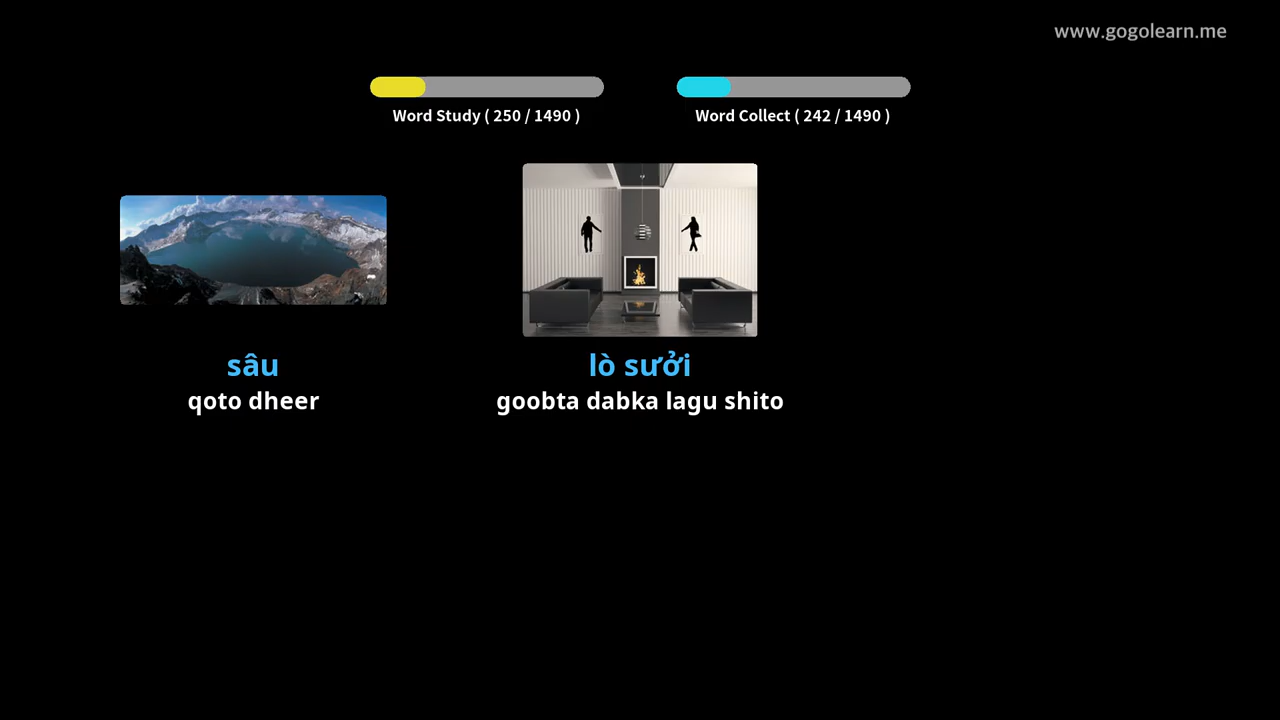 www.gogolearn.me
Word Study ( 250 / 1490 )
Word Collect ( 242 / 1490 )
sâu
qoto dheer
lò sưởi
goobta dabka lagu shito